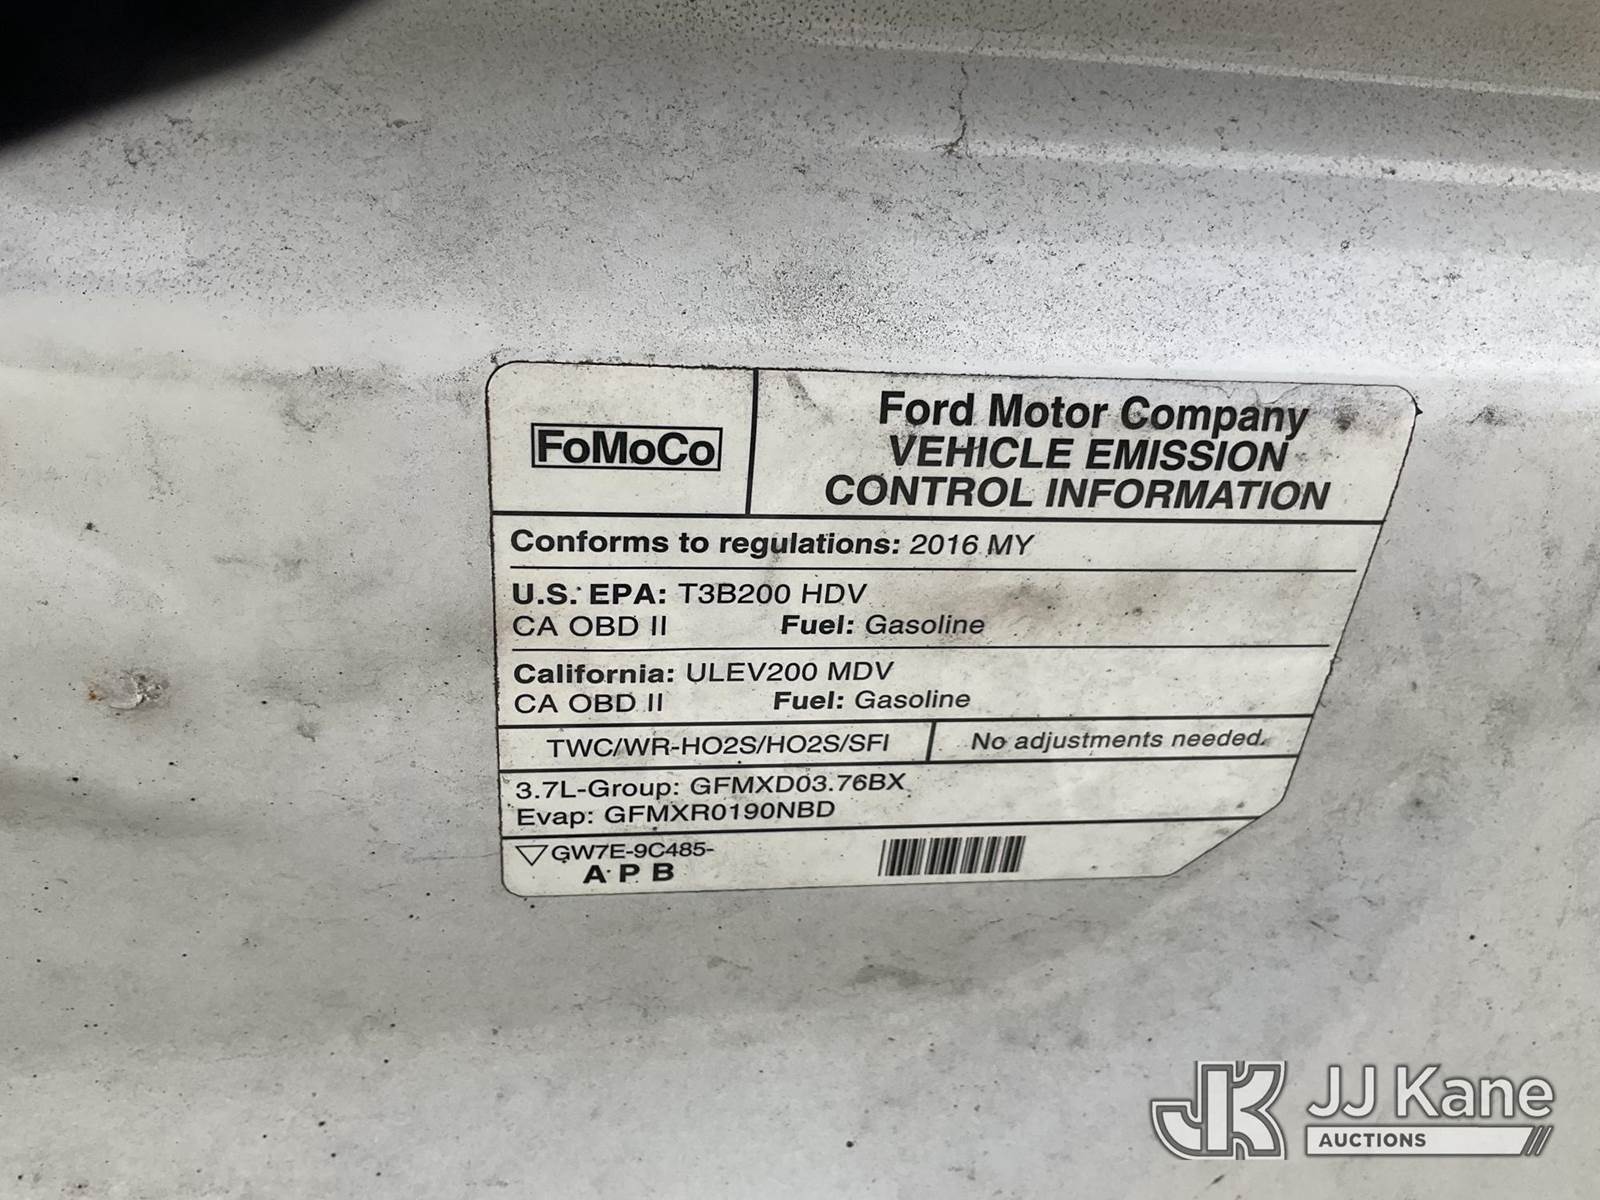 FoMoCo
Ford Motor Company
VEHICLE EMISSION
CONTROL INFORMATION
Conforms to regulations: 2016 MY
U.S. EPA: T3B200 HDV
CA OBD II Fuel: Gasoline
California: ULEV200 MDV
CA OBD II Fuel: Gasoline
TWC/WR-HO2S/HO2S/SFI No adjustments needed.
3.7L-Group: GFMXD03.76BX
Evap: GFMXR0190NBD
GW7E-9C485-
A P B
JK JJ Kane
AUCTIONS